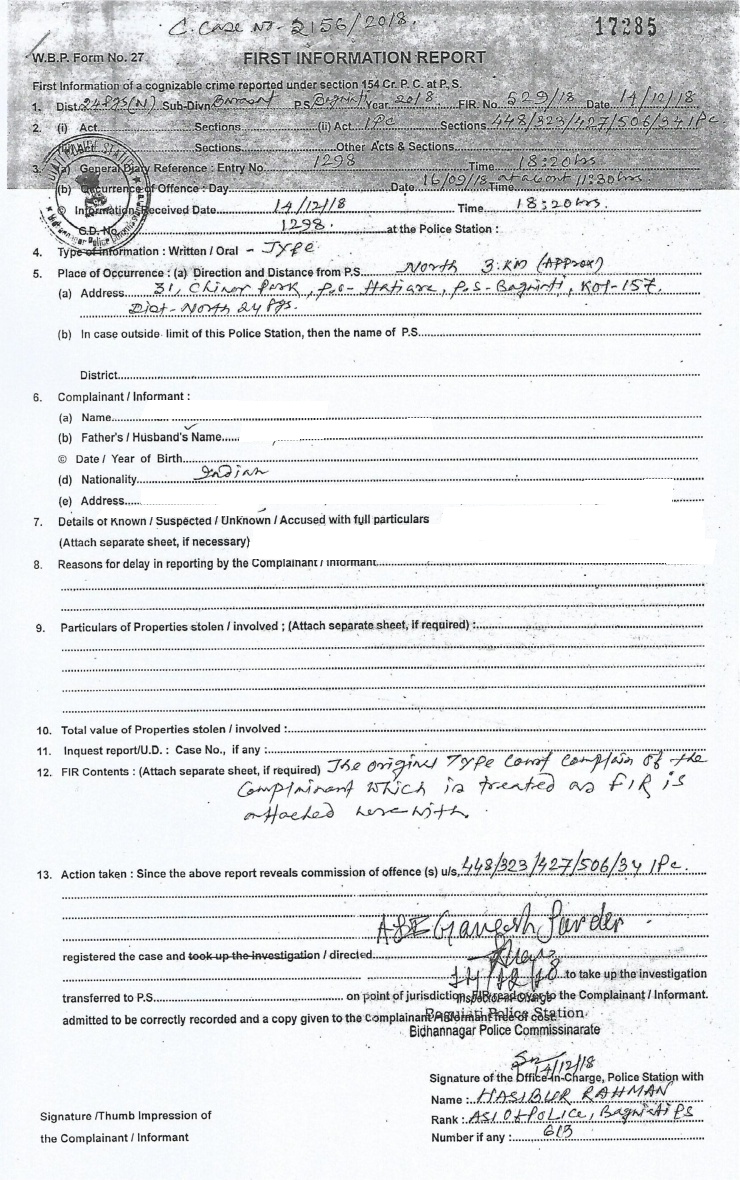 C. Case No. 2156/2018.
17285
W.B.P. Form No. 27
FIRST INFORMATION REPORT
First Information of a cognizable crime reported under section 154 Cr. P. C. at P. S.
1. Dist. 24 Pgs (N) Sub-Divn Barasat P.S. Baguiati Year 2018 FIR. No. 529/18 Date 14/12/18
2. (i) Act Sections (ii) Act IPC Sections 448/323/427/506/34 IPC
Sections Other Acts & Sections
3. (a) General Diary Reference : Entry No. 1298 Time 18:20 hrs
(b) Occurrence of Offence : Day Date 16/09/18 Time at about 11:30 hrs
© Information Received Date 14/12/18 Time 18:20 hrs.
G.D. No. 1298. at the Police Station :
4. Type of Information : Written / Oral - Type
5. Place of Occurrence : (a) Direction and Distance from P.S. North 3. KM (Approx)
(a) Address 31, Chinar Park, P.O- Hatiara, P.S- Baguiati, Kol-157.
Dist- North 24 Pgs.
(b) In case outside limit of this Police Station, then the name of P.S.
District
6. Complainant / Informant :
(a) Name
(b) Father's / Husband's Name
© Date / Year of Birth
(d) Nationality Indian
(e) Address
7. Details of Known / Suspected / Unknown / Accused with full particulars
(Attach separate sheet, if necessary)
8. Reasons for delay in reporting by the Complainant / Informant
9. Particulars of Properties stolen / involved ; (Attach separate sheet, if required) :
10. Total value of Properties stolen / involved :
11. Inquest report/U.D. : Case No., if any :
12. FIR Contents : (Attach separate sheet, if required) The original Type court complain of the
Complainant which is treated as FIR is
attached herewith.
13. Action taken : Since the above report reveals commission of offence (s) u/s, 448/323/427/506/34 IPC.
ASI Ganesh Sarder
registered the case and took up the investigation / directed
14/12/18 to take up the investigation
transferred to P.S. on point of jurisdiction, FIR read over to the Complainant / Informant.
Inspector-in-Charge
admitted to be correctly recorded and a copy given to the Complainant / Informant free of cost.
Baguiati Police Station
Bidhannagar Police Commissinarate
14/12/18
Signature of the Office-In-Charge, Police Station with
Name : HASIBUR RAHMAN
Rank : ASI OF POLICE, Baguiati PS
Number if any : 613
Signature /Thumb Impression of
the Complainant / Informant